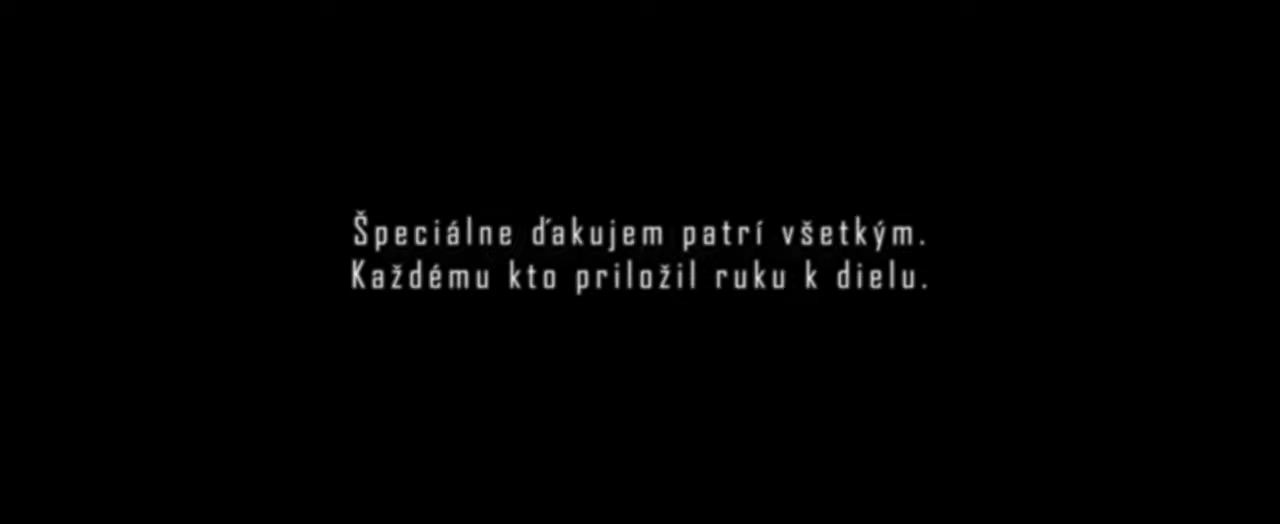 Špeciálne ďakujem patrí všetkým.
Každému kto priložil ruku k dielu.